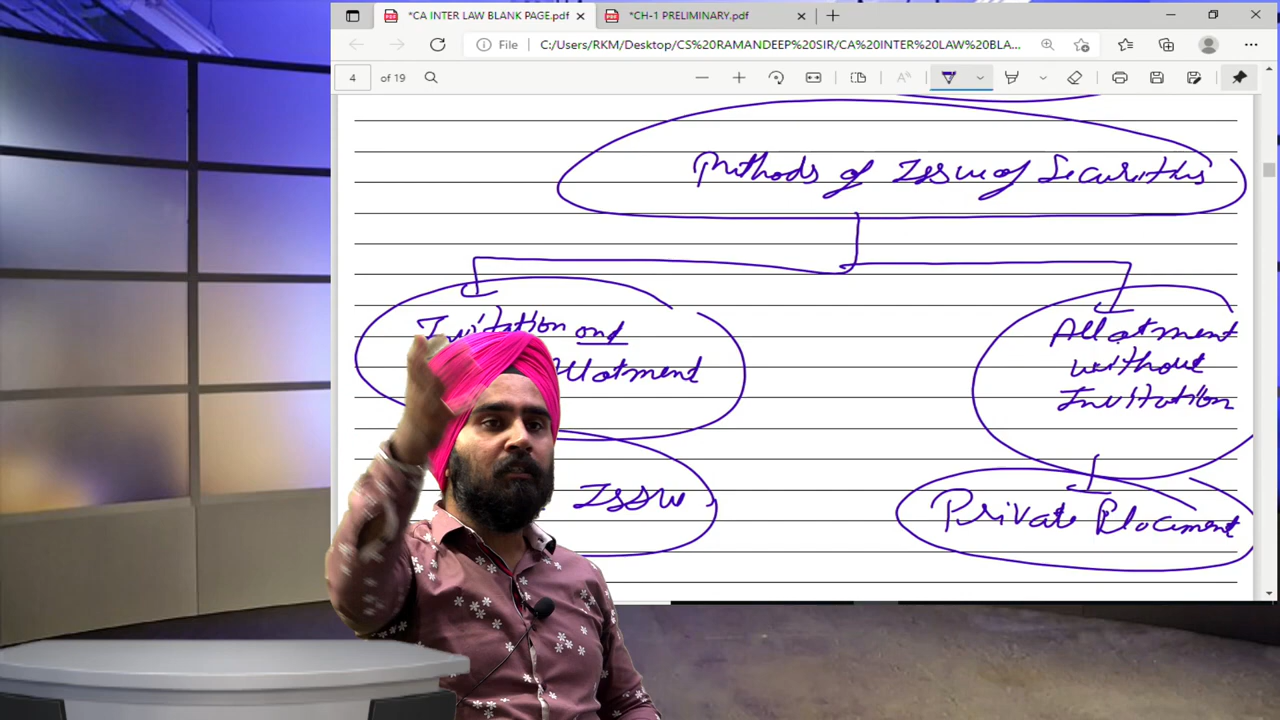 *CA INTER LAW BLANK PAGE.pdf
*CH-1 PRELIMINARY.pdf
File
C:/Users/RKM/Desktop/CS%20RAMANDEEP%20SIR/CA%20INTER%20LAW%20BLA...
4 of 19
Methods of Issue of Securities
Invitation and
Allotment
Allotment
without
Invitation
Issue
Private Placement